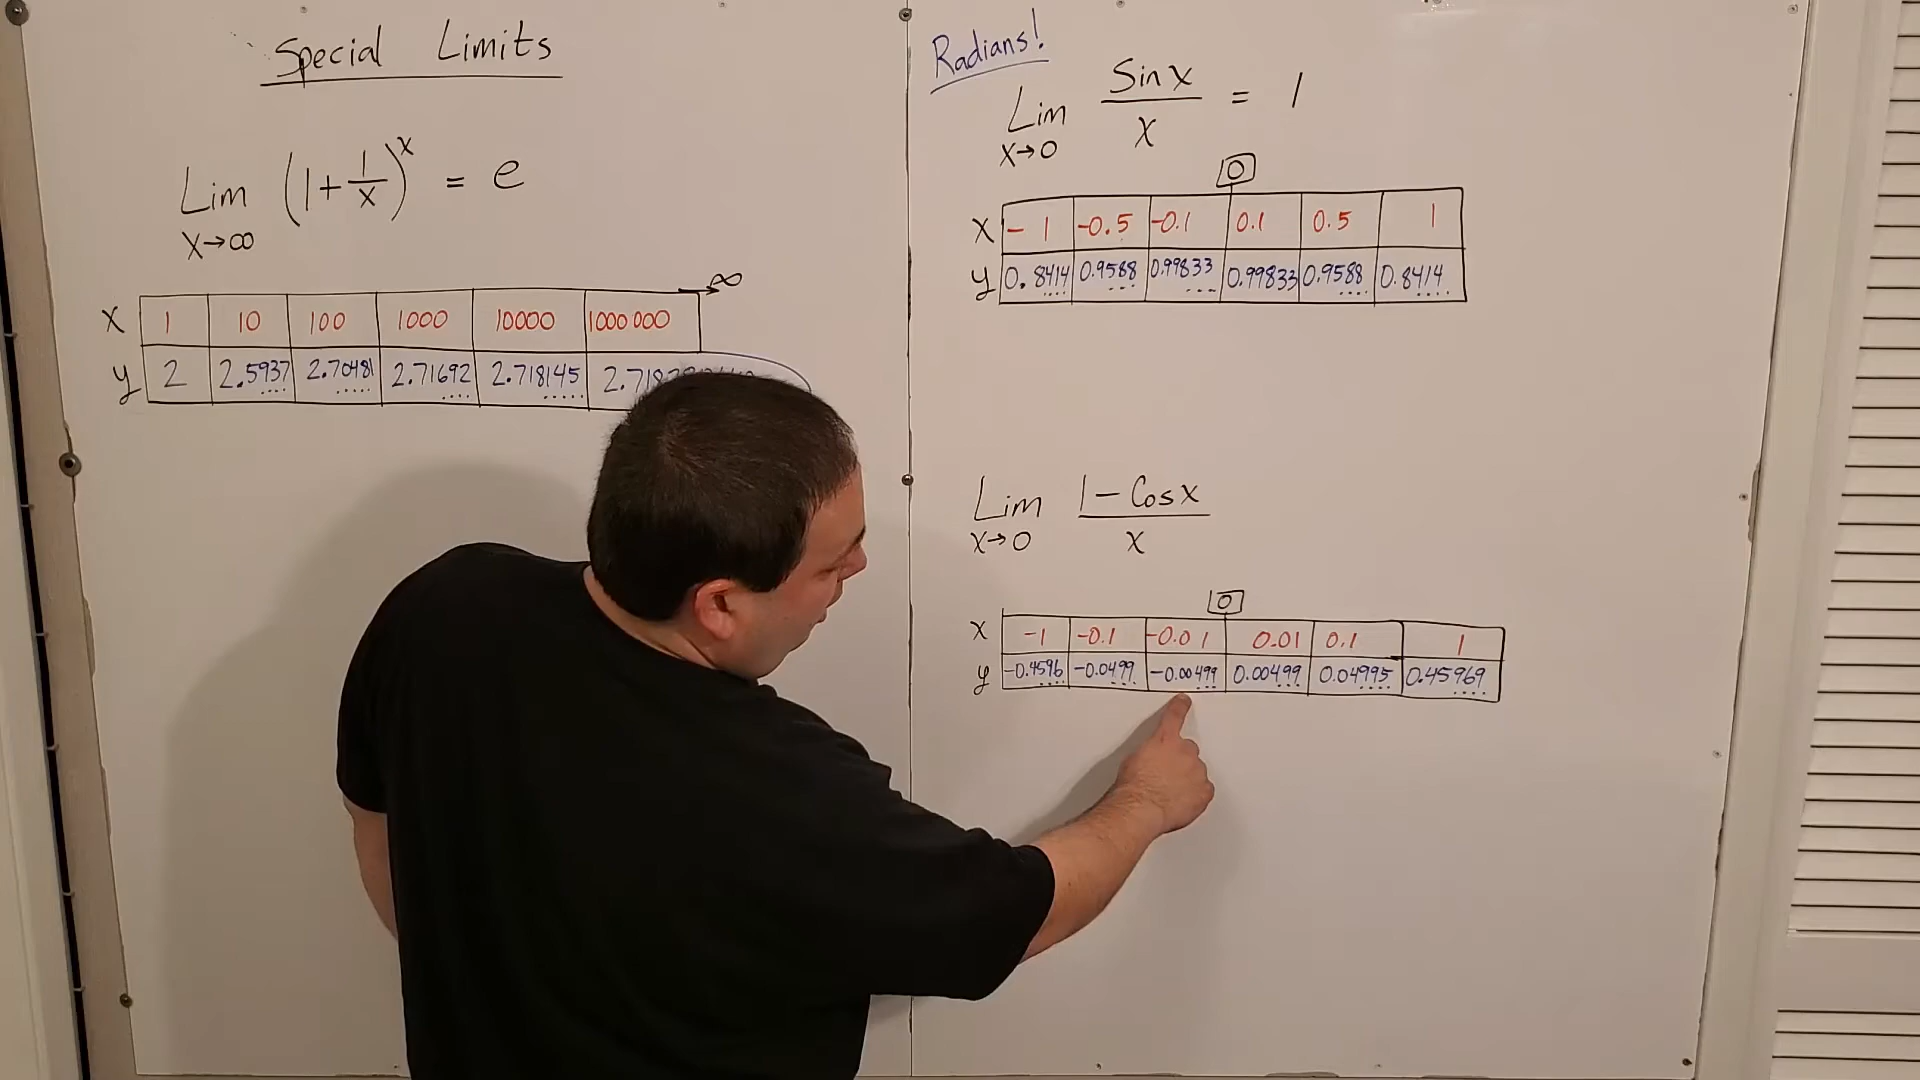 Special Limits
Lim (1+1/x)^x = e
x→∞
→∞
x 1 10 100 1000 10000 1000000
y 2 2.5937 2.70481 2.71692 2.718145
Radians!
Lim Sin x / x = 1
x→0
0
x -1 -0.5 -0.1 0.1 0.5 1
y 0.8414 0.9588 0.99833 0.99833 0.9588 0.8414
Lim 1-Cos x / x
x→0
0
x -1 -0.1 -0.01 0.01 0.1 1
y -0.4596 -0.0499 -0.00499 0.00499 0.04995 0.45969